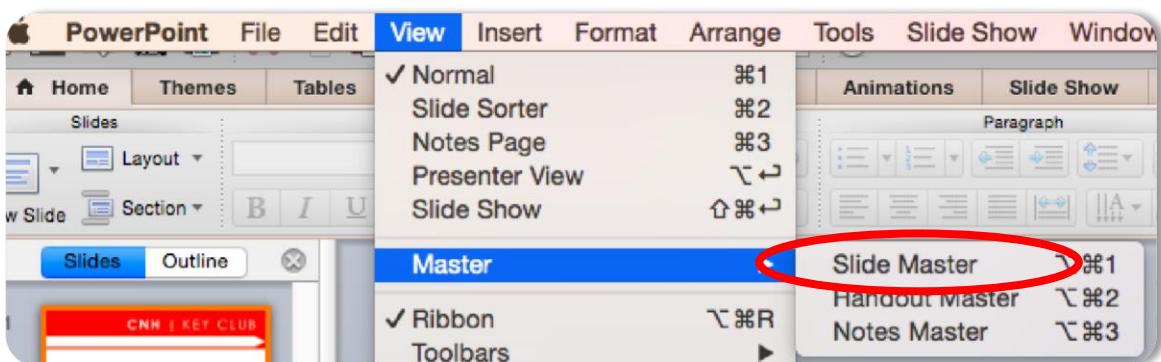 PowerPoint File Edit View Insert Format Arrange Tools Slide Show Window
Home Themes Tables Animations Slide Show
Slides Paragraph
Layout
Slide Section B I U
Slides Outline
✓ Normal ⌘1
Slide Sorter ⌘2
Notes Page ⌘3
Presenter View ⌥↩
Slide Show ⇧⌘↩
Master ▶
✓ Ribbon ⌥⌘R
Toolbars ▶
Slide Master ⌥⌘1
Handout Master ⌥⌘2
Notes Master ⌥⌘3
1
CNH | KEY CLUB